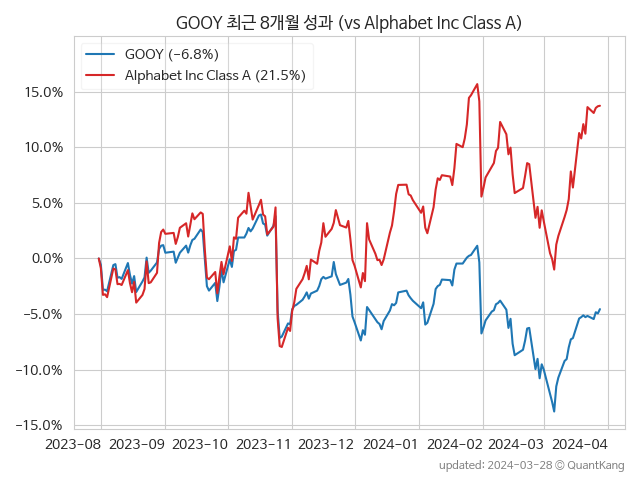 GOOY 최근 8개월 성과 (vs Alphabet Inc Class A)
GOOY (−6.8%)
Alphabet Inc Class A (21.5%)
15.0%
10.0%
5.0%
0.0%
−5.0%
−10.0%
−15.0%
2023−08 2023−09 2023−10 2023−11 2023−12 2024−01 2024−02 2024−03 2024−04
updated: 2024−03−28 © QuantKang